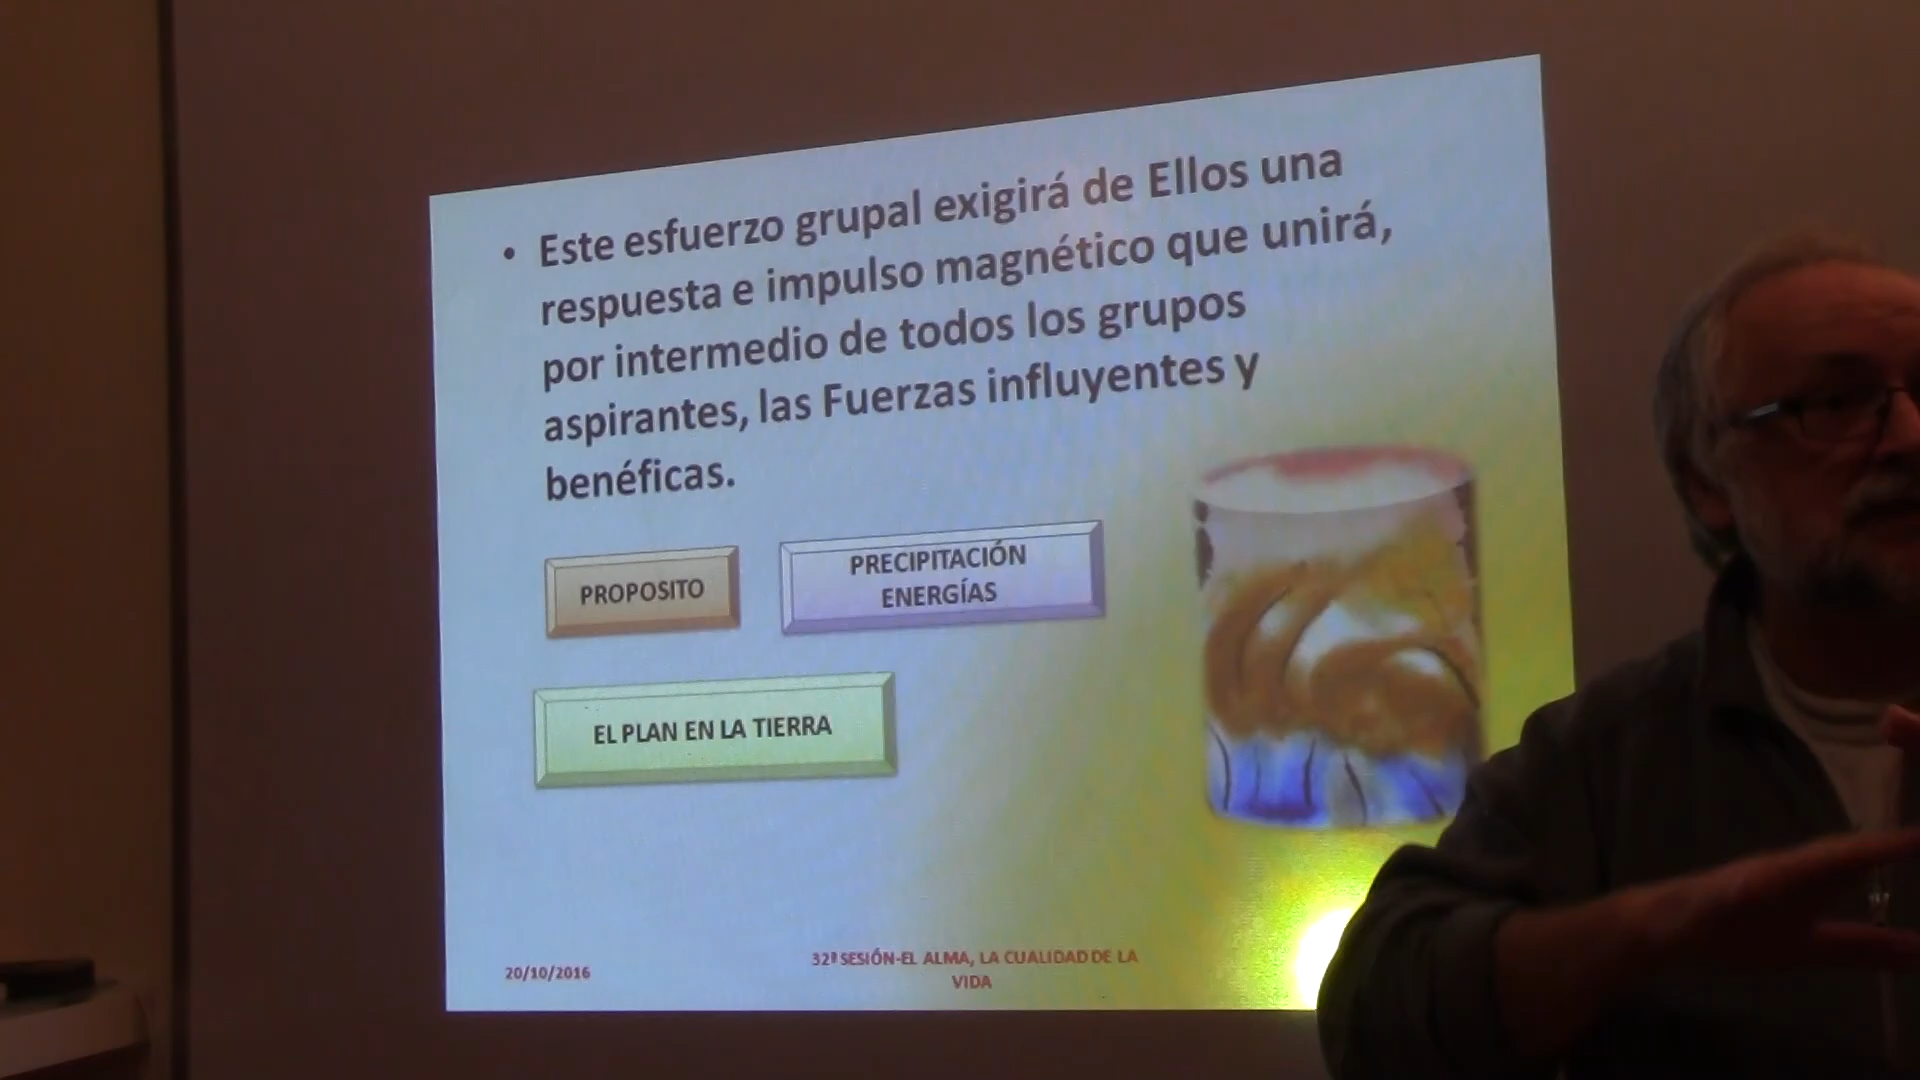 • Este esfuerzo grupal exigirá de Ellos una
respuesta e impulso magnético que unirá,
por intermedio de todos los grupos
aspirantes, las Fuerzas influyentes y
benéficas.
PROPOSITO
PRECIPITACIÓN
ENERGÍAS
EL PLAN EN LA TIERRA
20/10/2016
32ª SESIÓN-EL ALMA, LA CUALIDAD DE LA
VIDA